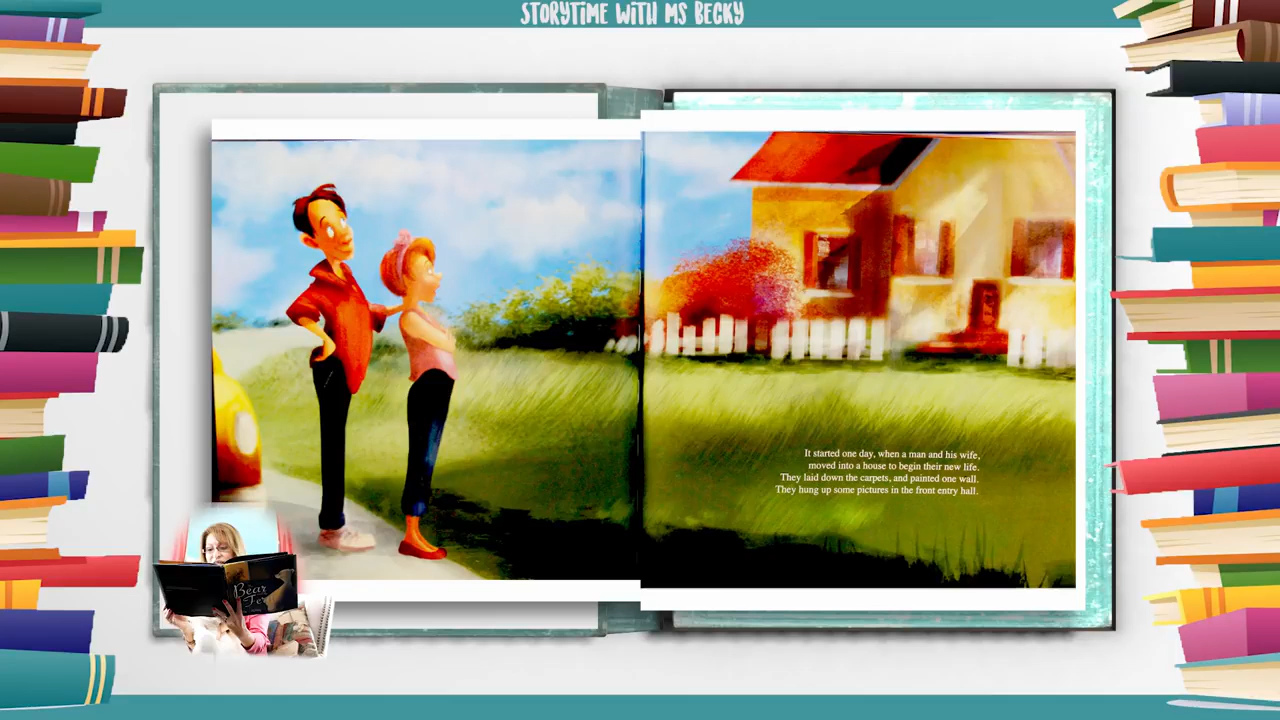 STORYTIME WITH MS BECKY
It started one day, when a man and his wife,
moved into a house to begin their new life.
They laid down the carpets, and painted one wall.
They hung up some pictures in the front entry hall.
Bear